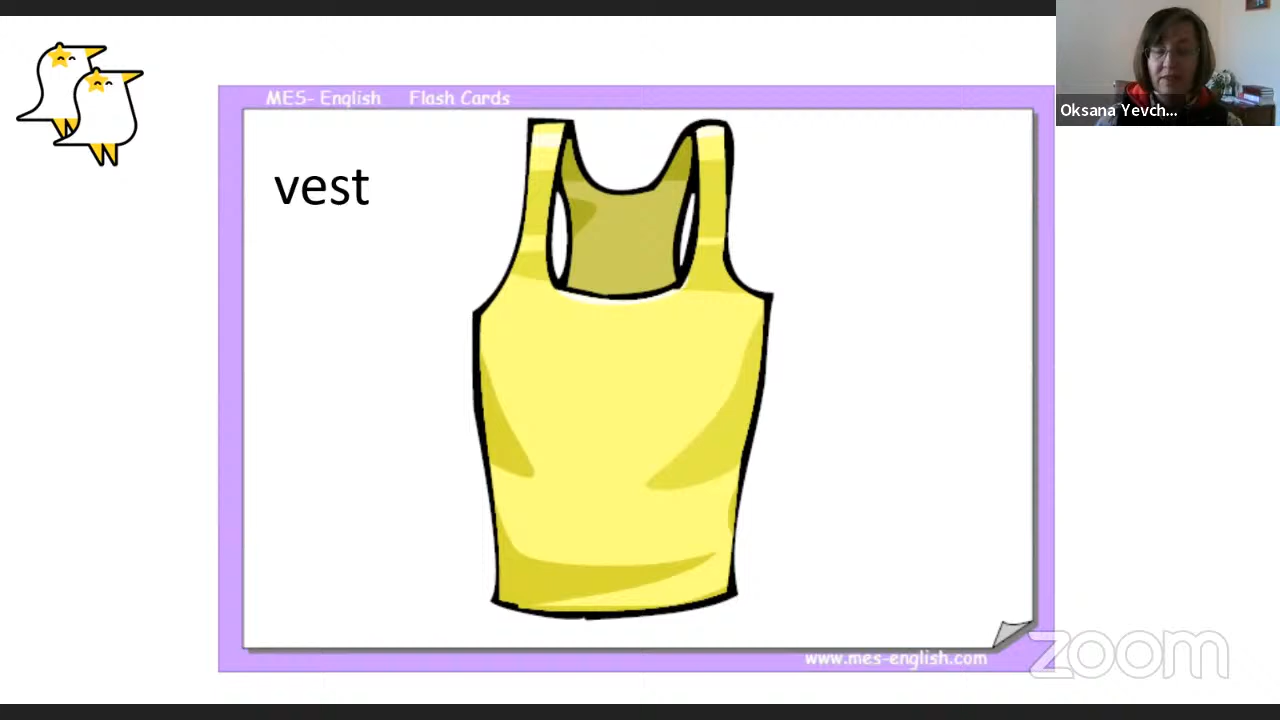 MES- English Flash Cards
Oksana Yevch...
vest
www.mes-english.com
zoom